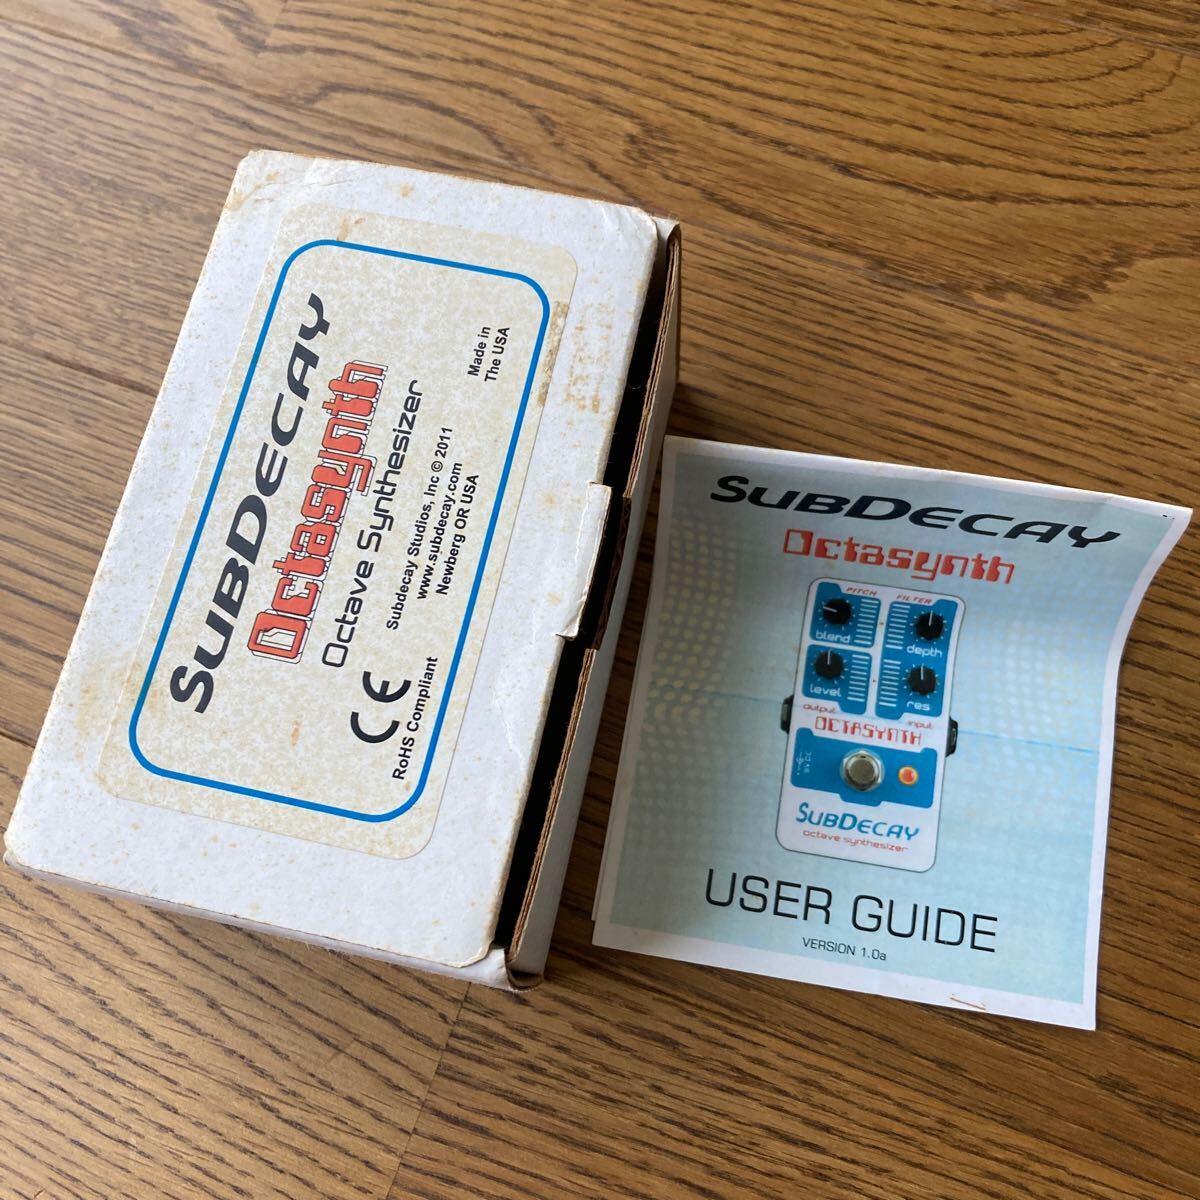 SUBDECAY
Octasynth
Octave Synthesizer
Subdecay Studios, Inc © 2011
www.subdecay.com
Newberg OR USA
Made in
The USA
CE
RoHS Compliant
SUBDECAY
Octasynth
PITCH
FILTER
blend
depth
level
res
output
input
OCTASYNTH
9V DC
SUBDECAY
octave synthesizer
USER GUIDE
VERSION 1.0a